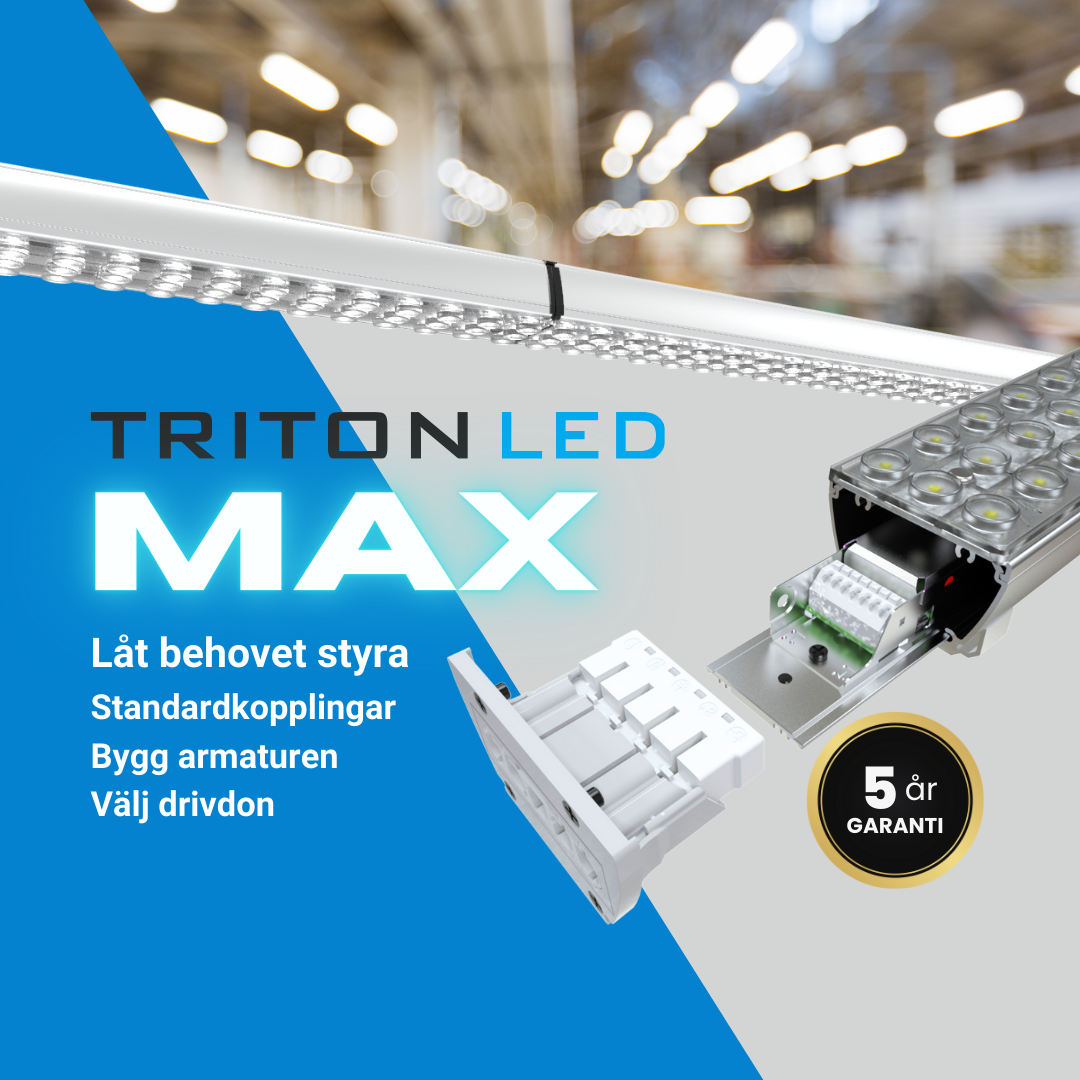 TRITON LED
MAX
Låt behovet styra
Standardkopplingar
Bygg armaturen
Välj drivdon
5 år
GARANTI